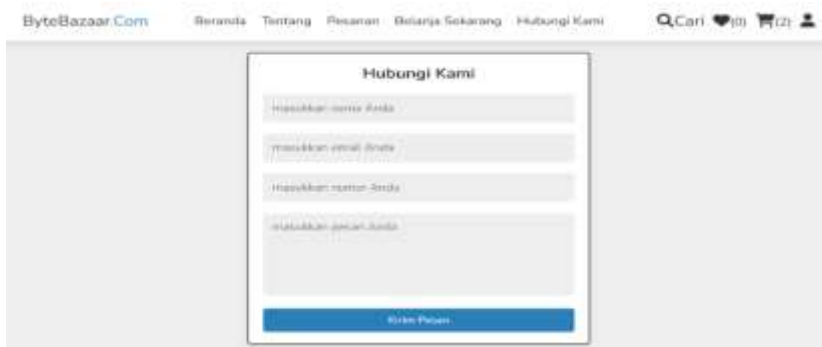 ByteBazaar.Com Beranda Tentang Pesanan Belanja Sekarang Hubungi Kami Cari (0) (2)
Hubungi Kami
masukkan nama Anda
masukkan email Anda
masukkan nomor Anda
masukkan pesan Anda
Kirim Pesan